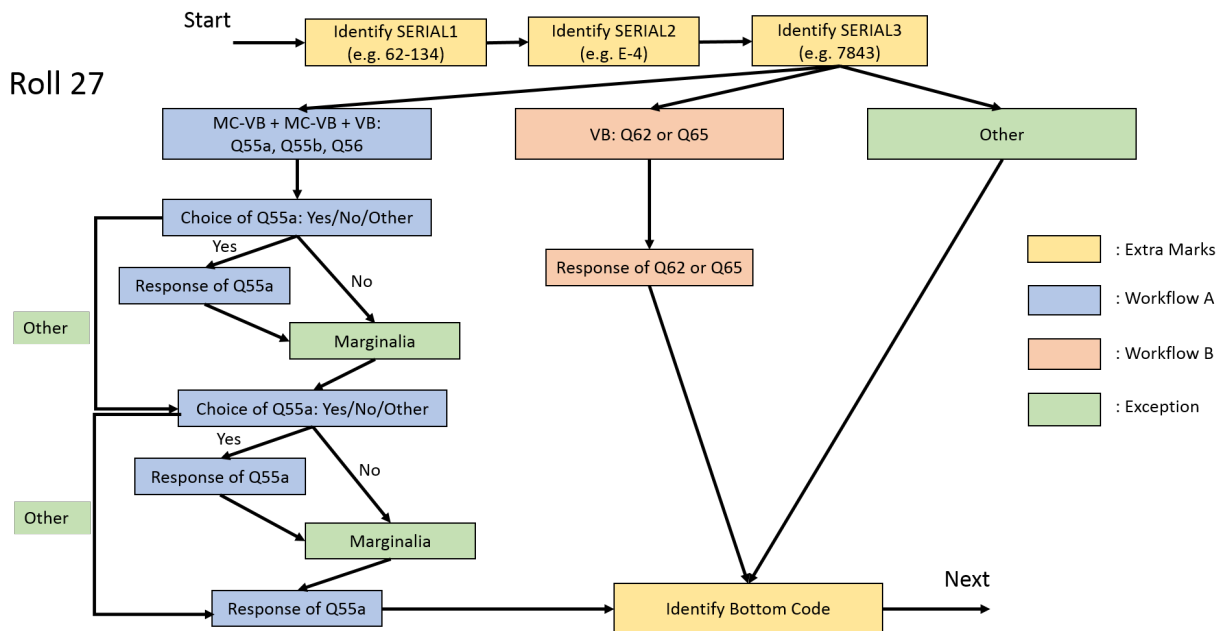 Start
Identify SERIAL1
(e.g. 62-134)
Identify SERIAL2
(e.g. E-4)
Identify SERIAL3
(e.g. 7843)
Roll 27
MC-VB + MC-VB + VB:
Q55a, Q55b, Q56
VB: Q62 or Q65
Other
Choice of Q55a: Yes/No/Other
Yes
No
Response of Q55a
Other
Marginalia
Response of Q62 or Q65
: Extra Marks
: Workflow A
: Workflow B
: Exception
Choice of Q55a: Yes/No/Other
Yes
No
Response of Q55a
Other
Marginalia
Response of Q55a
Identify Bottom Code
Next